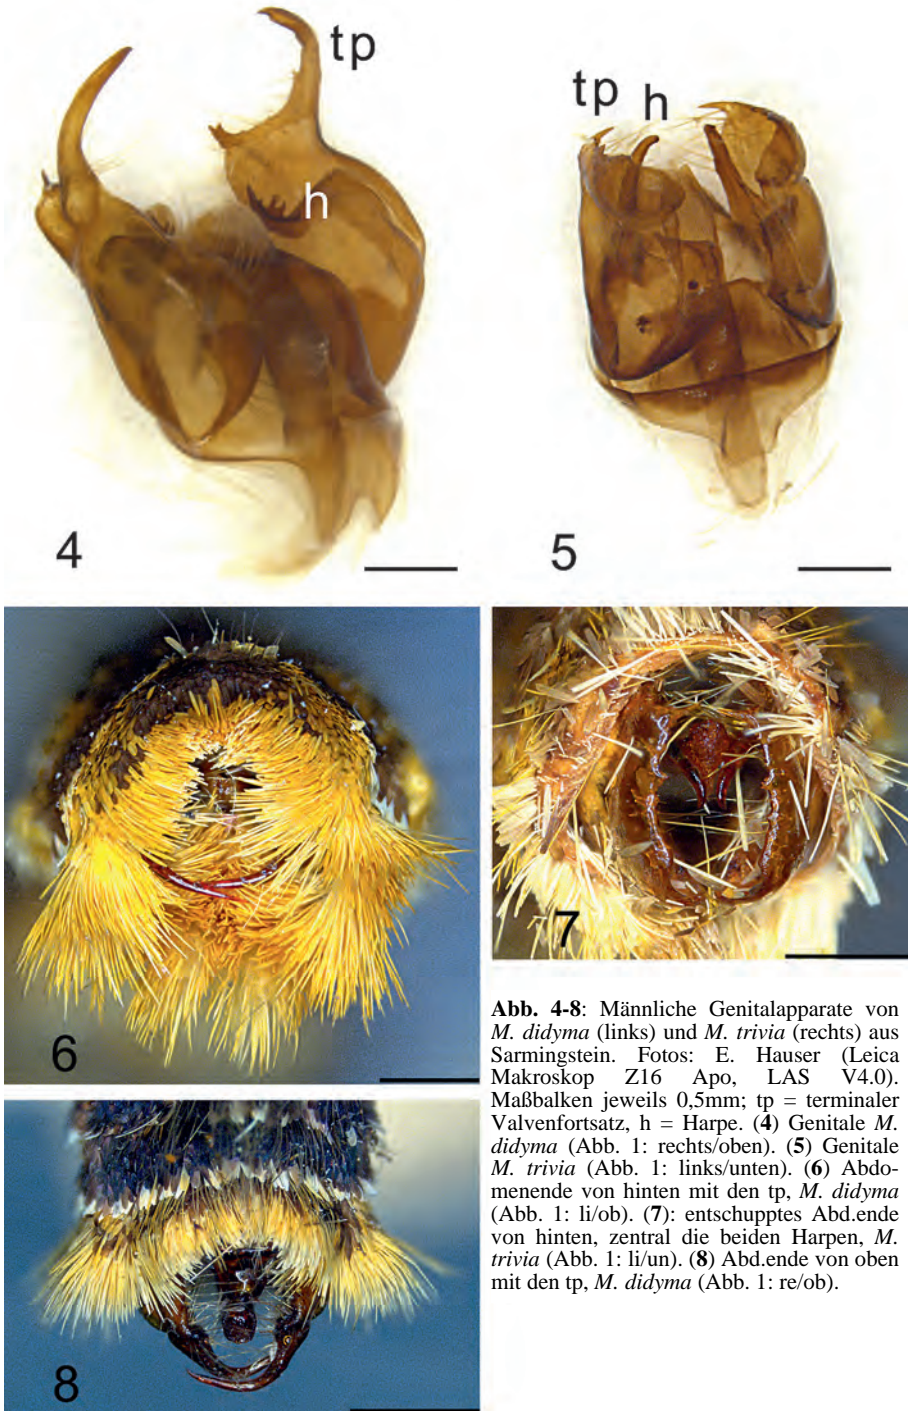 tp
h
4
tp h
5
6
7
8
Abb. 4-8: Männliche Genitalapparate von
M. didyma (links) und M. trivia (rechts) aus
Sarmingstein. Fotos: E. Hauser (Leica
Makroskop Z16 Apo, LAS V4.0).
Maßbalken jeweils 0,5mm; tp = terminaler
Valvenfortsatz, h = Harpe. (4) Genitale M.
didyma (Abb. 1: rechts/oben). (5) Genitale
M. trivia (Abb. 1: links/unten). (6) Abdo-
menende von hinten mit den tp, M. didyma
(Abb. 1: li/ob). (7): entschupptes Abd.ende
von hinten, zentral die beiden Harpen, M.
trivia (Abb. 1: li/un). (8) Abd.ende von oben
mit den tp, M. didyma (Abb. 1: re/ob).